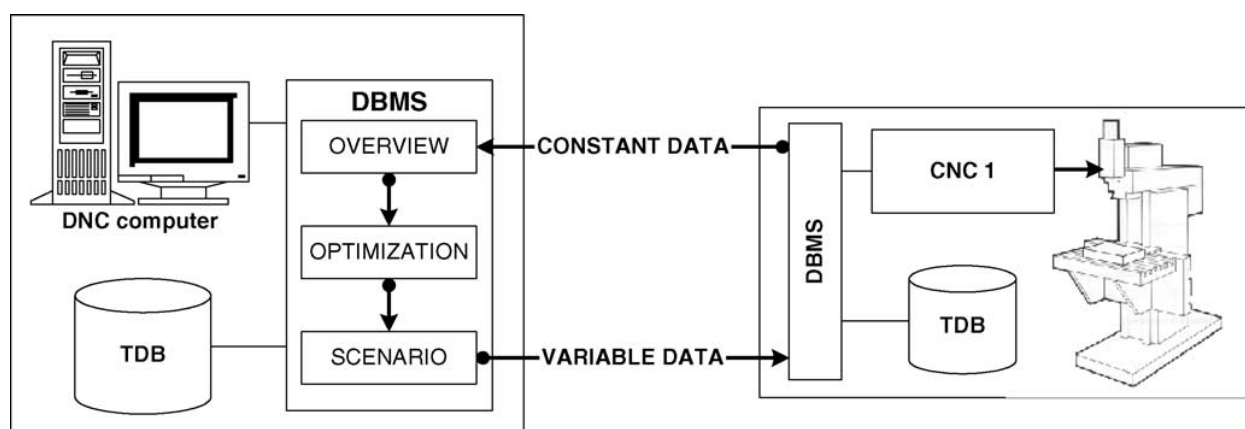 DBMS
OVERVIEW
CONSTANT DATA
CNC 1
DNC computer
OPTIMIZATION
DBMS
TDB
TDB
SCENARIO
VARIABLE DATA